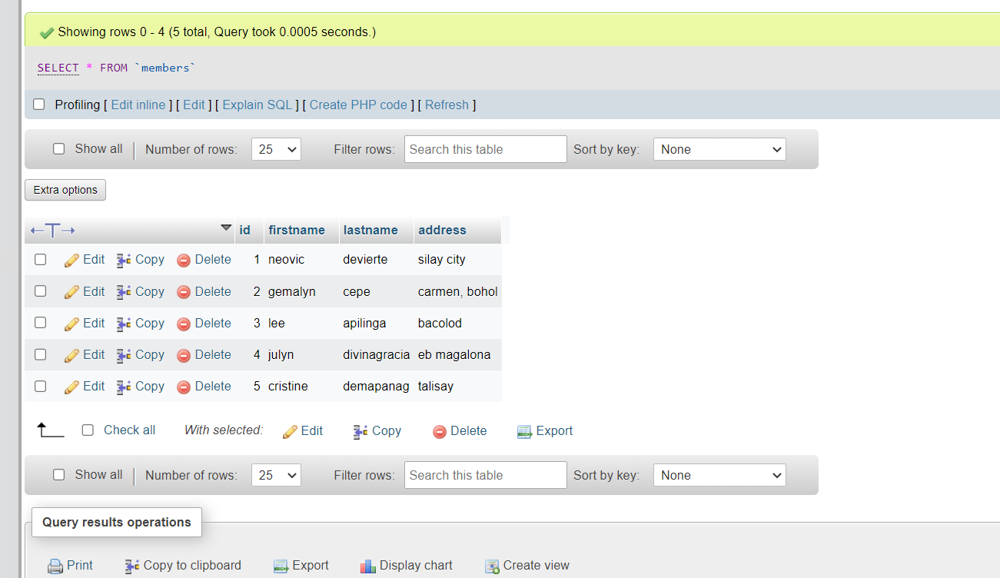 Showing rows 0 - 4 (5 total, Query took 0.0005 seconds.)
SELECT * FROM `members`
Profiling [ Edit inline ] [ Edit ] [ Explain SQL ] [ Create PHP code ] [ Refresh ]
Show all Number of rows: 25 Filter rows: Search this table Sort by key: None
Extra options
id firstname lastname address
Edit Copy Delete 1 neovic devierte silay city
Edit Copy Delete 2 gemalyn cepe carmen, bohol
Edit Copy Delete 3 lee apilinga bacolod
Edit Copy Delete 4 julyn divinagracia eb magalona
Edit Copy Delete 5 cristine demapanag talisay
Check all With selected: Edit Copy Delete Export
Show all Number of rows: 25 Filter rows: Search this table Sort by key: None
Query results operations
Print Copy to clipboard Export Display chart Create view